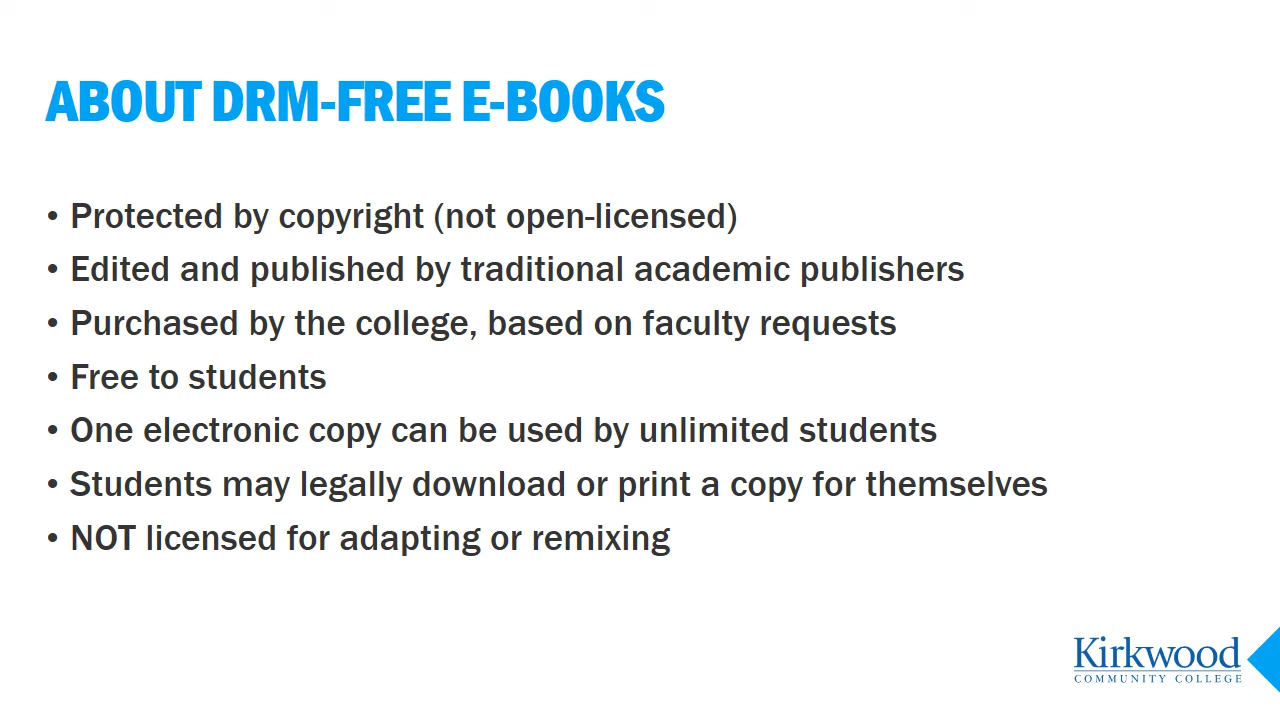 ABOUT DRM-FREE E-BOOKS
• Protected by copyright (not open-licensed)
• Edited and published by traditional academic publishers
• Purchased by the college, based on faculty requests
• Free to students
• One electronic copy can be used by unlimited students
• Students may legally download or print a copy for themselves
• NOT licensed for adapting or remixing
Kirkwood
COMMUNITY COLLEGE